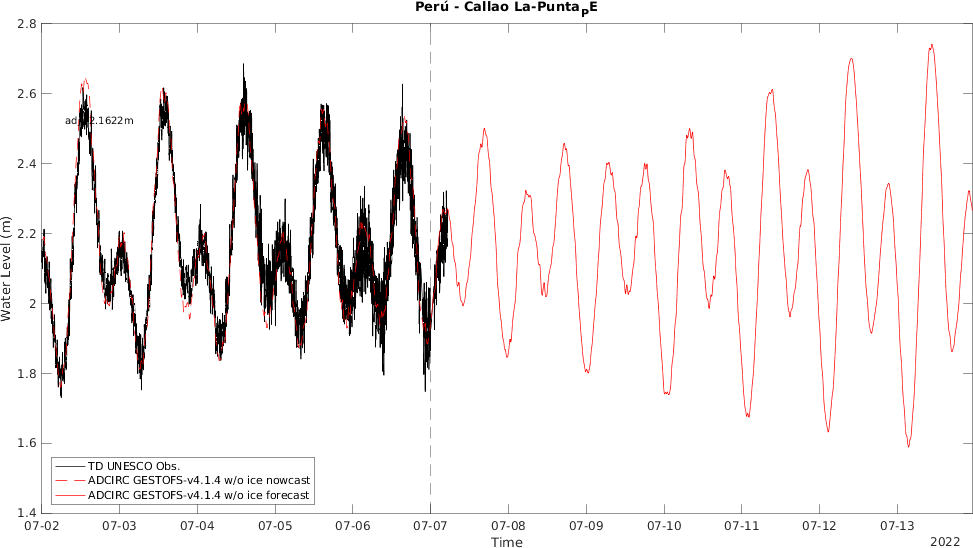 Perú - Callao La-Punta_PE
2.8
2.6
2.4
2.2
2
1.8
1.6
1.4
Water Level (m)
2.1622m
TD UNESCO Obs.
ADCIRC GESTOFS-v4.1.4 w/o ice nowcast
ADCIRC GESTOFS-v4.1.4 w/o ice forecast
07-02 07-03 07-04 07-05 07-06 07-07 07-08 07-09 07-10 07-11 07-12 07-13
Time
2022